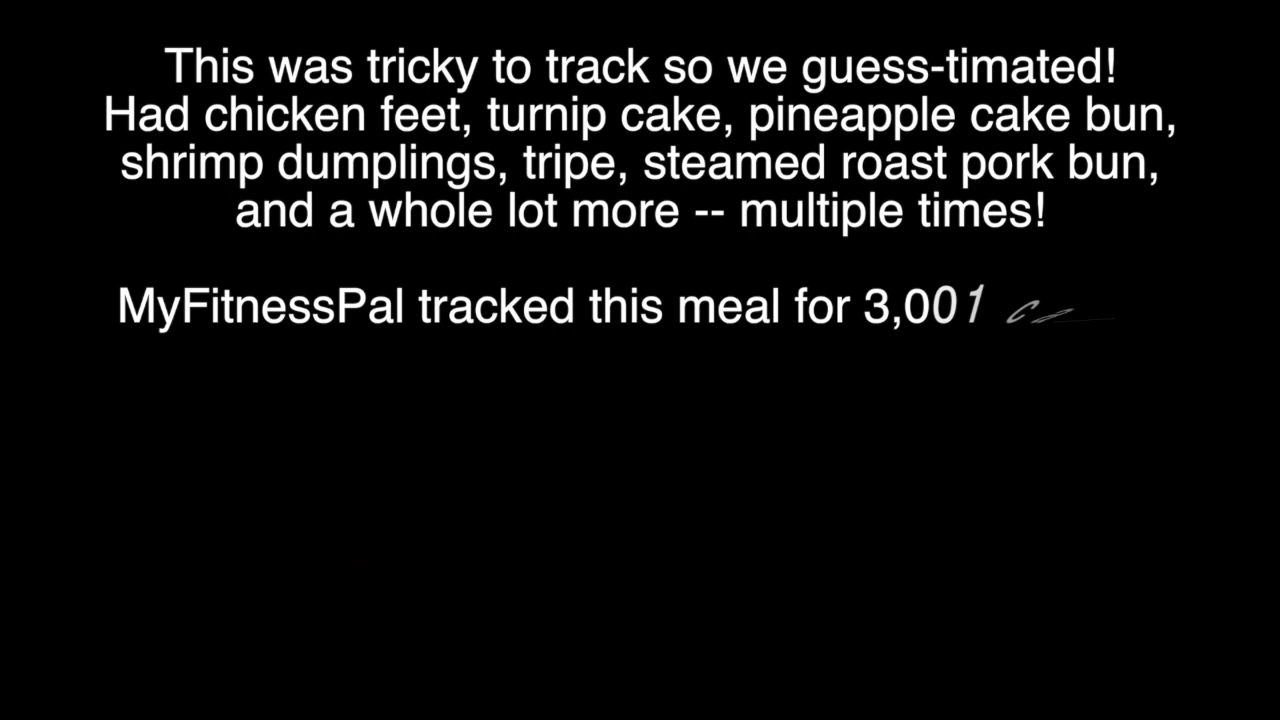 This was tricky to track so we guess-timated!
Had chicken feet, turnip cake, pineapple cake bun,
shrimp dumplings, tripe, steamed roast pork bun,
and a whole lot more -- multiple times!
MyFitnessPal tracked this meal for 3,001